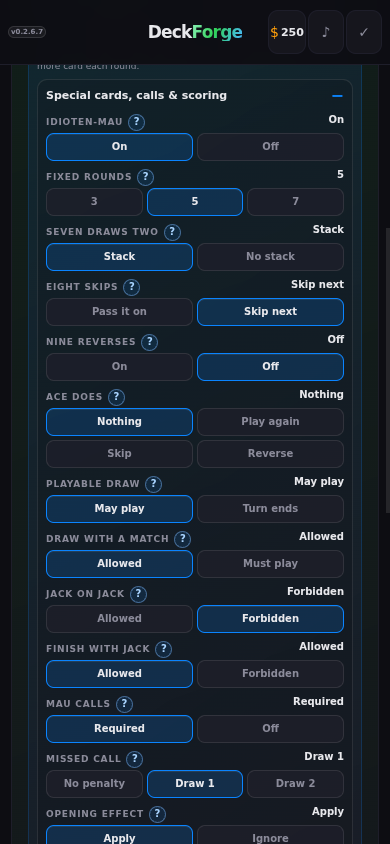 v0.2.6.7
DeckForge
$ 250
♪
✓
more card each round.
Special cards, calls & scoring
—
IDIOTEN-MAU ? On
On Off
FIXED ROUNDS ? 5
3 5 7
SEVEN DRAWS TWO ? Stack
Stack No stack
EIGHT SKIPS ? Skip next
Pass it on Skip next
NINE REVERSES ? Off
On Off
ACE DOES ? Nothing
Nothing Play again
Skip Reverse
PLAYABLE DRAW ? May play
May play Turn ends
DRAW WITH A MATCH ? Allowed
Allowed Must play
JACK ON JACK ? Forbidden
Allowed Forbidden
FINISH WITH JACK ? Allowed
Allowed Forbidden
MAU CALLS ? Required
Required Off
MISSED CALL ? Draw 1
No penalty Draw 1 Draw 2
OPENING EFFECT ? Apply
Apply Ignore